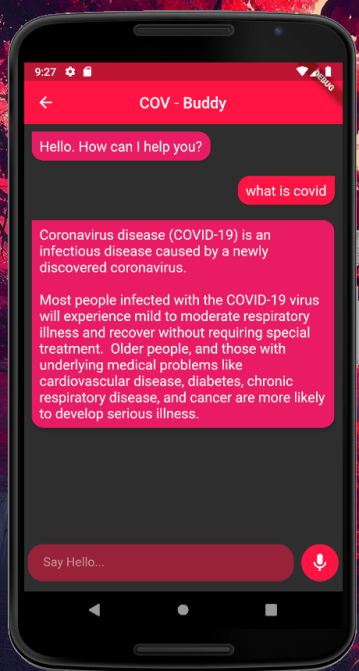 9:27
DEBUG
COV - Buddy
Hello. How can I help you?
what is covid
Coronavirus disease (COVID-19) is an
infectious disease caused by a newly
discovered coronavirus.
Most people infected with the COVID-19 virus
will experience mild to moderate respiratory
illness and recover without requiring special
treatment.  Older people, and those with
underlying medical problems like
cardiovascular disease, diabetes, chronic
respiratory disease, and cancer are more likely
to develop serious illness.
Say Hello...